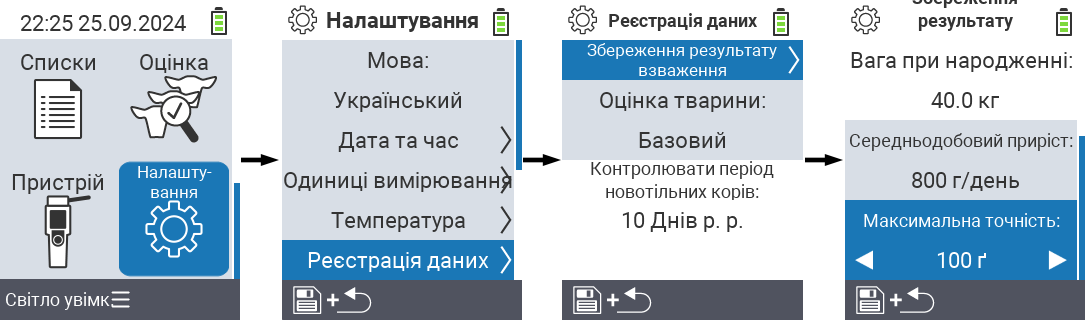 22:25 25.09.2024
Списки
Оцінка
Пристрій
Налашту-
вання
Світло увімк.
Налаштування
Мова:
Український
Дата та час
Одиниці вимірювання
Температура
Реєстрація даних
+
Реєстрація даних
Збереження результату
взваження
Оцінка тварини:
Базовий
Контролювати період
новотільних корів:
10 Днів р. р.
+
Збереження
результату
Вага при народженні:
40.0 кг
Середньодобовий приріст:
800 г/день
Максимальна точність:
100 ґ
+